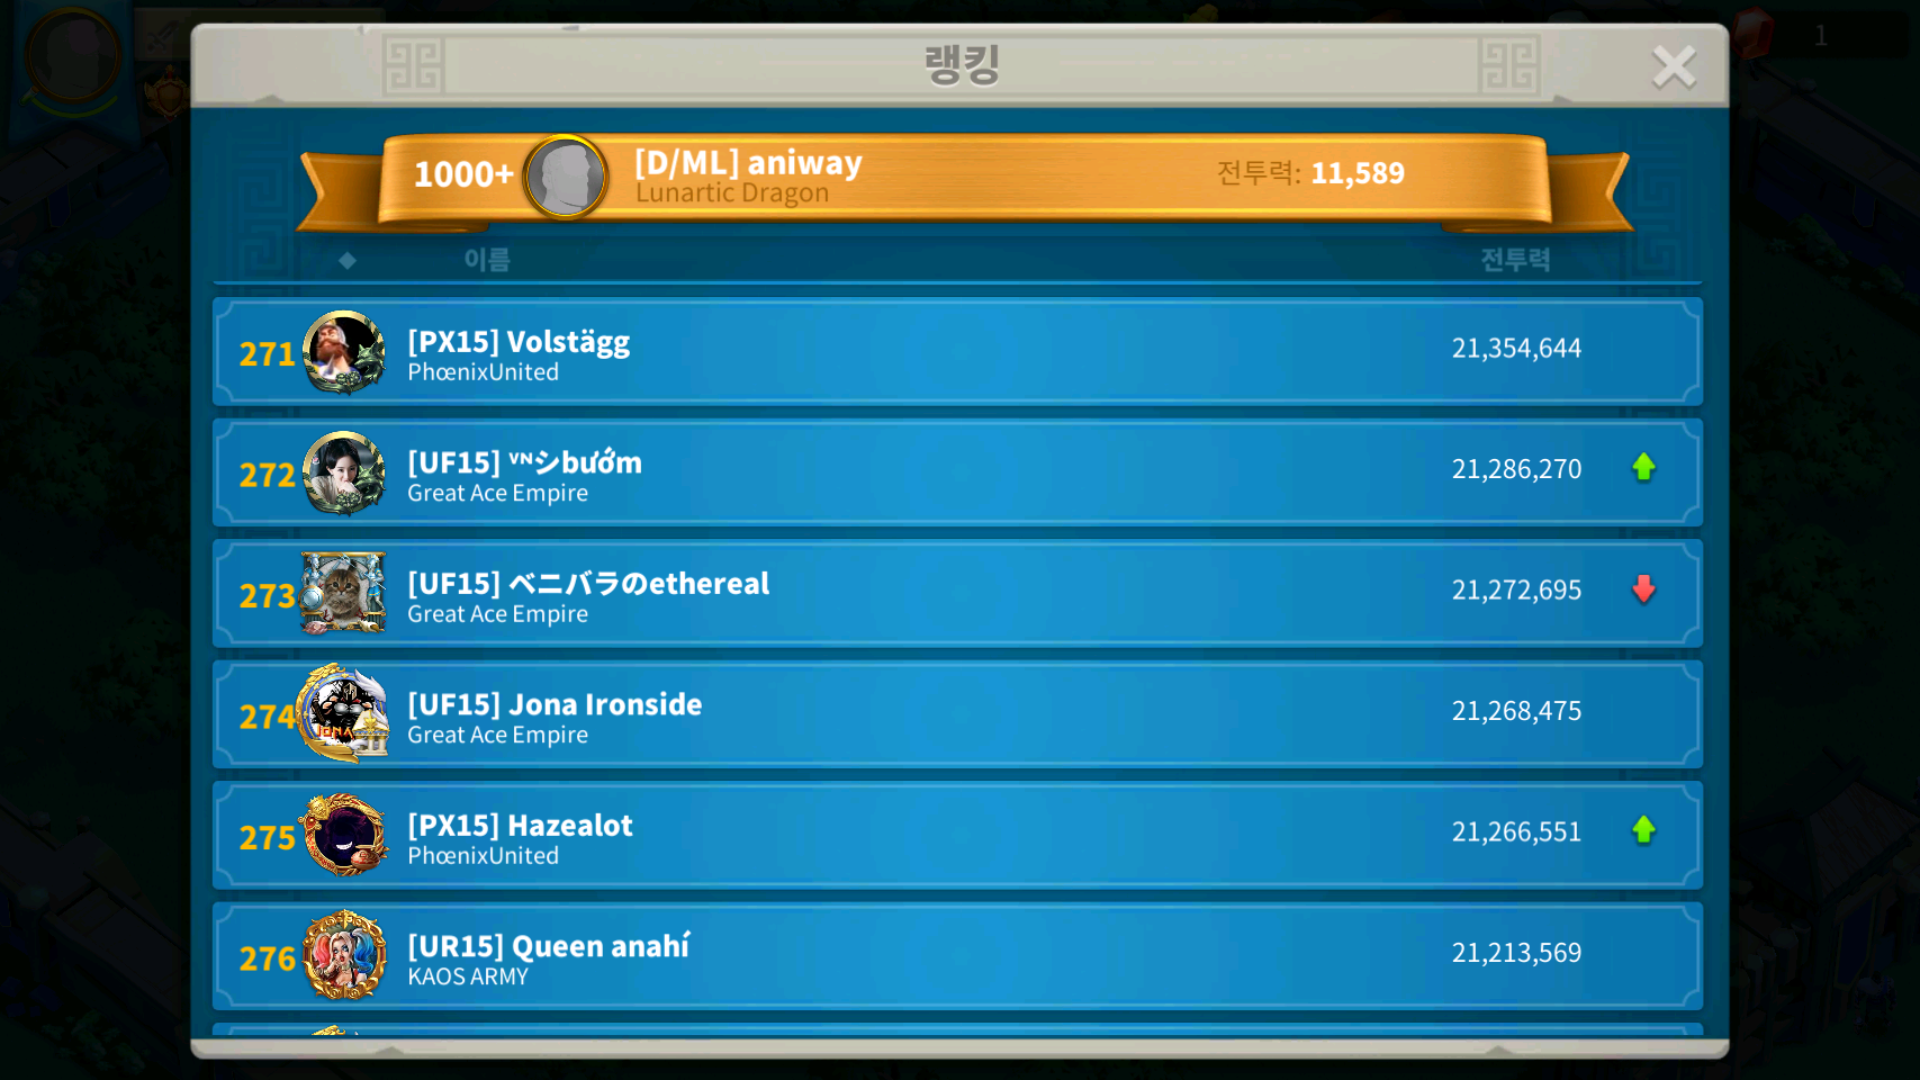 1
랭킹
1000+
[D/ML] aniway
Lunartic Dragon
전투력: 11,589
이름
전투력
271
[PX15] Volstägg
PhœnixUnited
21,354,644
272
[UF15] ⱽᴺシbướm
Great Ace Empire
21,286,270
273
[UF15] ベニバラのethereal
Great Ace Empire
21,272,695
274
JONA
[UF15] Jona Ironside
Great Ace Empire
21,268,475
275
[PX15] Hazealot
PhœnixUnited
21,266,551
276
[UR15] Queen anahí
KAOS ARMY
21,213,569